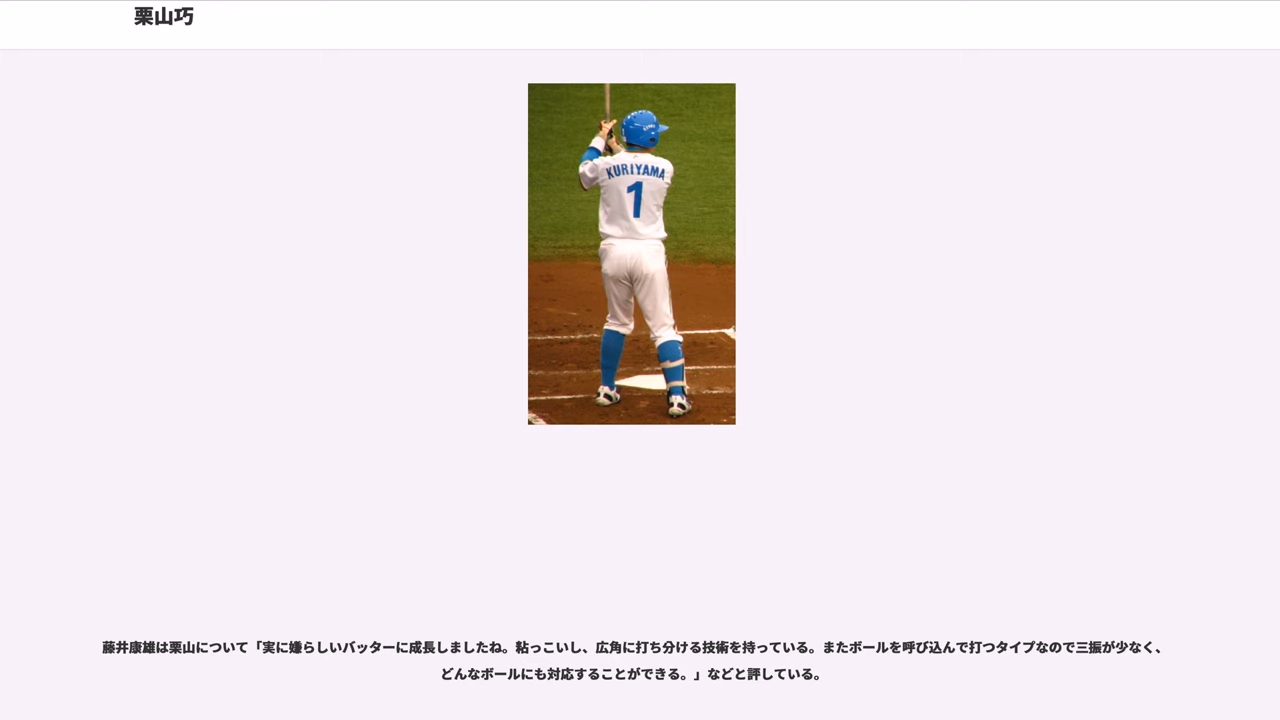 栗山巧
KURIYAMA
1
藤井康雄は栗山について「実に嫌らしいバッターに成長しましたね。粘っこいし、広角に打ち分ける技術を持っている。またボールを呼び込んで打つタイプなので三振が少なく、
どんなボールにも対応することができる。」などと評している。